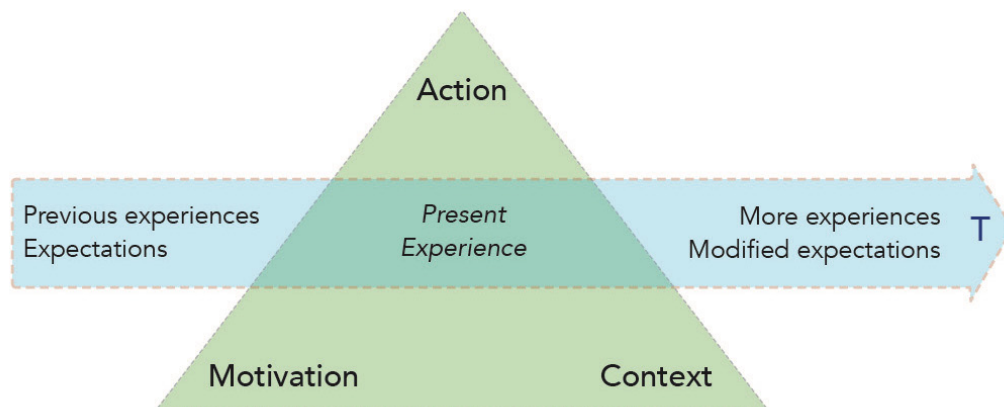 Action
Previous experiences
Expectations
Present
Experience
More experiences
Modified expectations
T
Motivation
Context